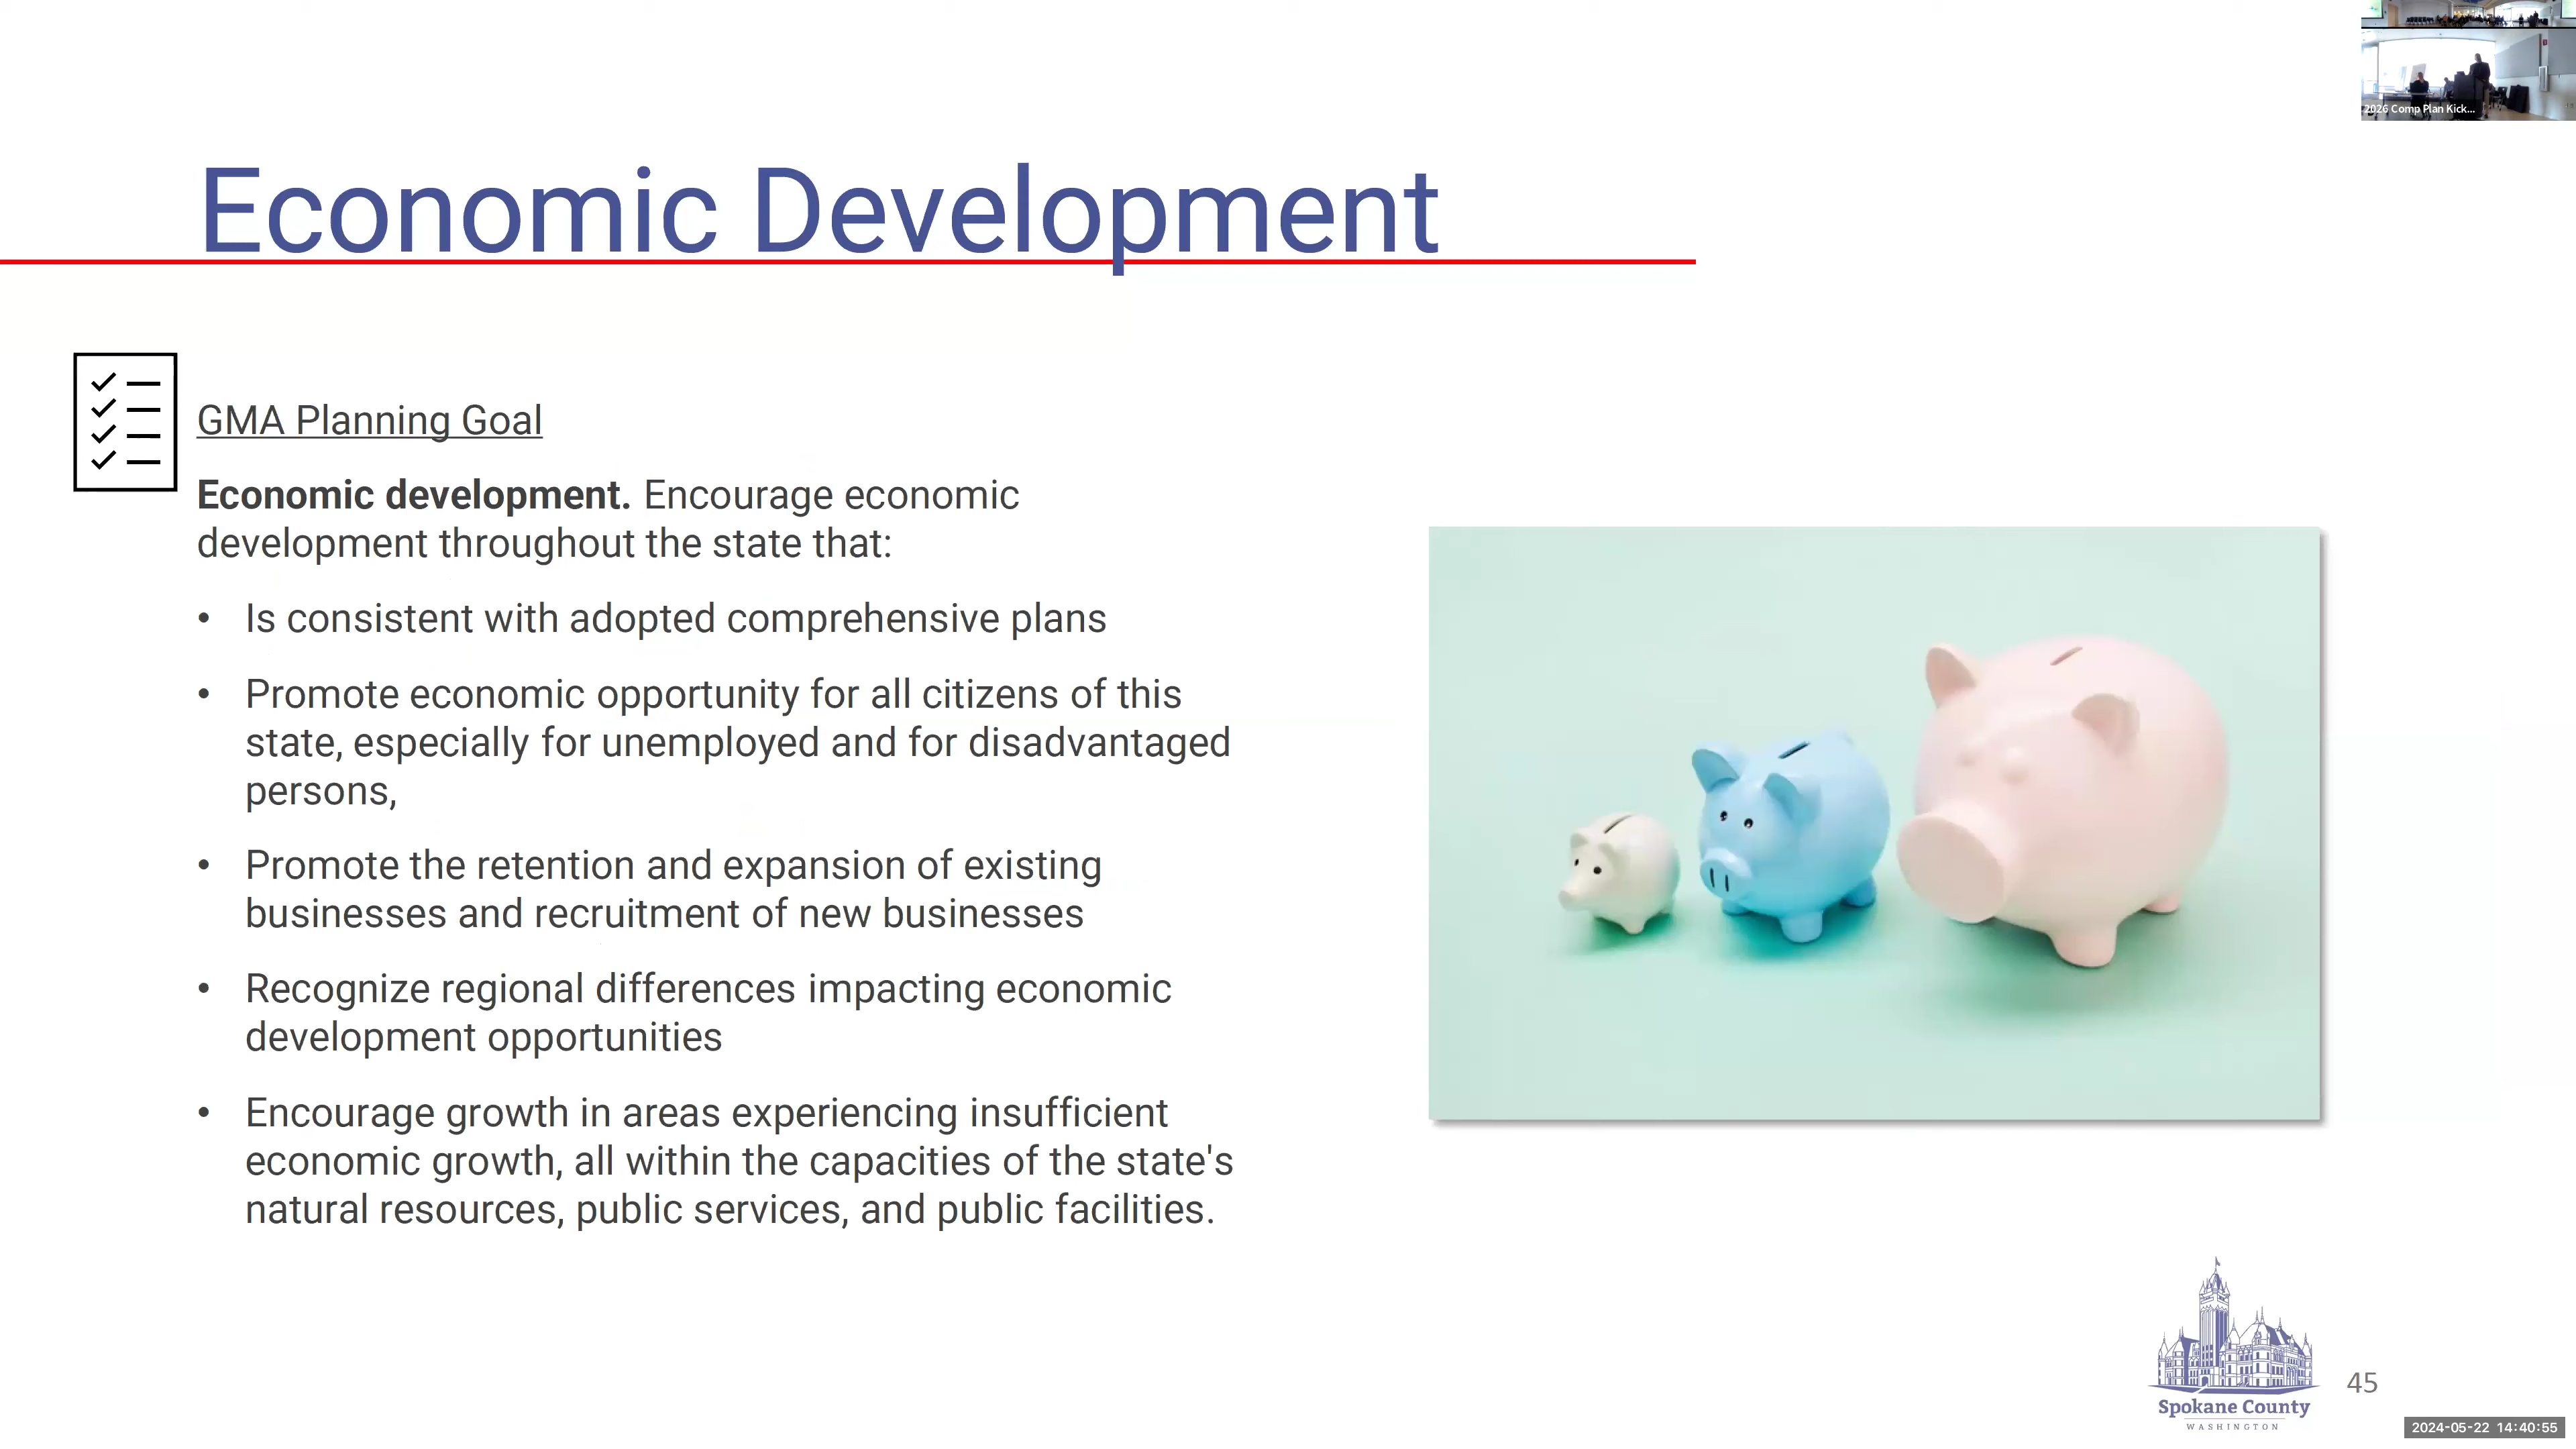 2026 Comp Plan Kick...
Economic Development
GMA Planning Goal
Economic development. Encourage economic
development throughout the state that:
• Is consistent with adopted comprehensive plans
• Promote economic opportunity for all citizens of this
state, especially for unemployed and for disadvantaged
persons,
• Promote the retention and expansion of existing
businesses and recruitment of new businesses
• Recognize regional differences impacting economic
development opportunities
• Encourage growth in areas experiencing insufficient
economic growth, all within the capacities of the state's
natural resources, public services, and public facilities.
Spokane County
WASHINGTON
45
2024-05-22 14:40:55